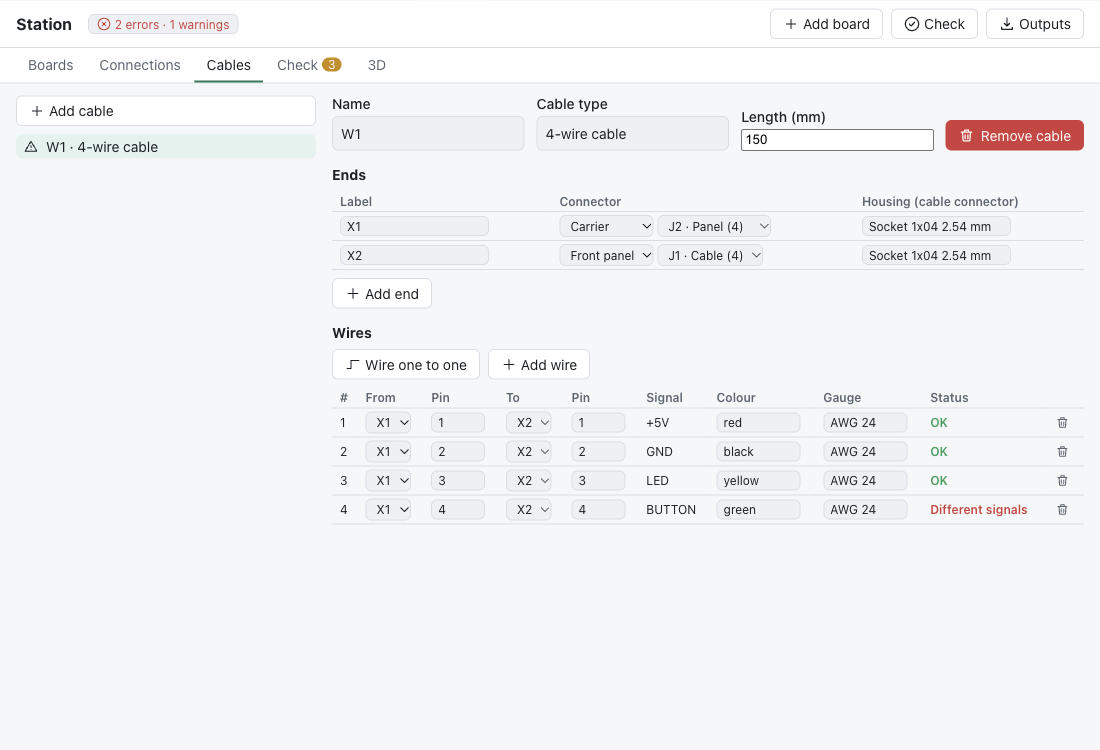 Station 2 errors · 1 warnings Add board Check Outputs
Boards Connections Cables Check 3 3D
Add cable
W1 · 4-wire cable
Name Cable type Length (mm)
W1 4-wire cable 150 Remove cable
Ends
Label Connector Housing (cable connector)
X1 Carrier J2 · Panel (4) Socket 1x04 2.54 mm
X2 Front panel J1 · Cable (4) Socket 1x04 2.54 mm
Add end
Wires
Wire one to one Add wire
# From Pin To Pin Signal Colour Gauge Status
1 X1 1 X2 1 +5V red AWG 24 OK
2 X1 2 X2 2 GND black AWG 24 OK
3 X1 3 X2 3 LED yellow AWG 24 OK
4 X1 4 X2 4 BUTTON green AWG 24 Different signals